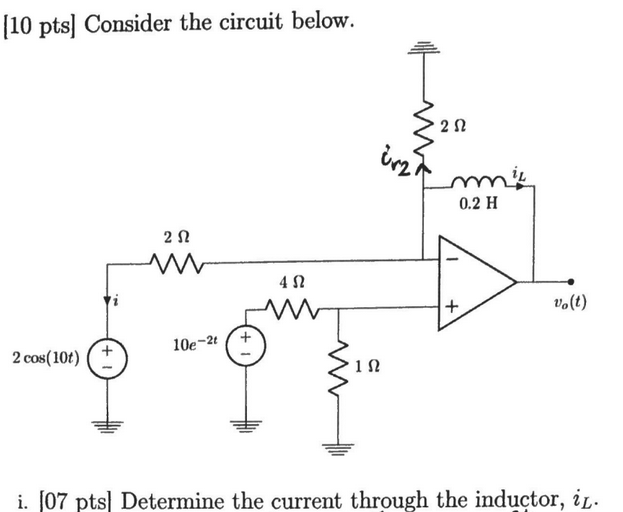 [10 pts] Consider the circuit below.
2 Ω
i_{r2}
i_L
0.2 H
2 Ω
4 Ω
i
−
+
v_o(t)
2 cos(10t)
+
−
10e^{-2t}
+
−
1 Ω
i. [07 pts] Determine the current through the inductor, i_L.